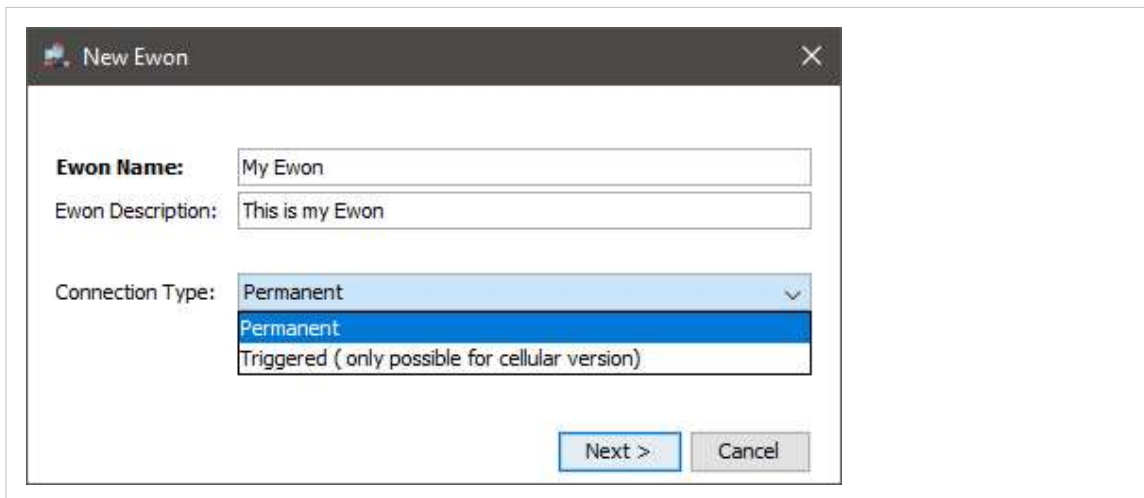 New Ewon
Ewon Name: My Ewon
Ewon Description: This is my Ewon
Connection Type: Permanent
Permanent
Triggered ( only possible for cellular version)
Next > Cancel